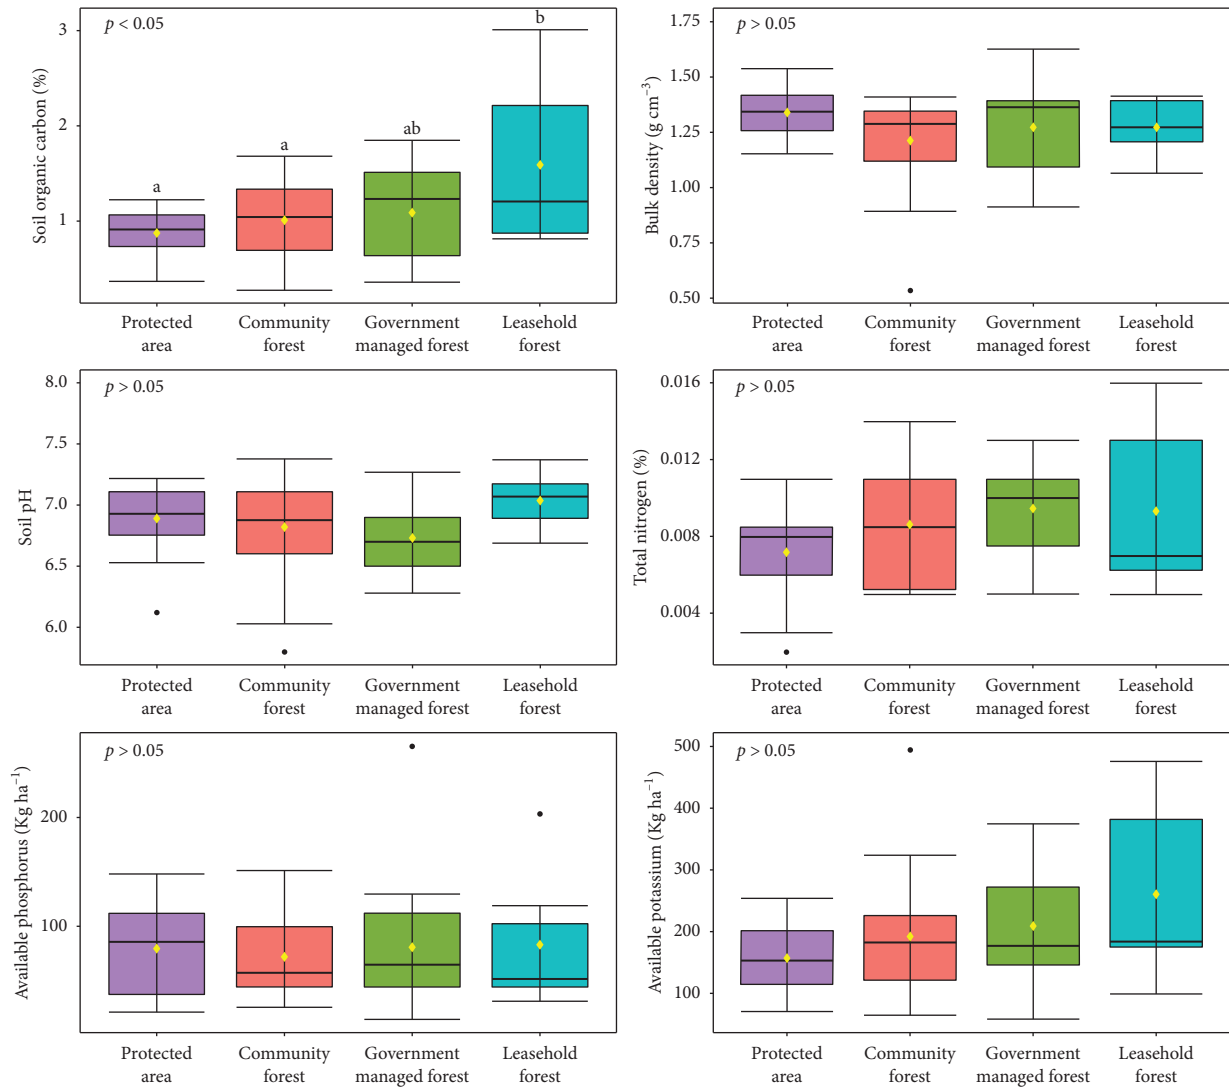 p < 0.05
Soil organic carbon (%)
3
2
1
a
a
ab
b
Protected
area
Community
forest
Government
managed forest
Leasehold
forest
p > 0.05
Bulk density (g cm⁻³)
1.75
1.50
1.25
1.00
0.75
0.50
Protected
area
Community
forest
Government
managed forest
Leasehold
forest
p > 0.05
Soil pH
8.0
7.5
7.0
6.5
6.0
Protected
area
Community
forest
Government
managed forest
Leasehold
forest
p > 0.05
Total nitrogen (%)
0.016
0.012
0.008
0.004
Protected
area
Community
forest
Government
managed forest
Leasehold
forest
p > 0.05
Available phosphorus (Kg ha⁻¹)
200
100
Protected
area
Community
forest
Government
managed forest
Leasehold
forest
p > 0.05
Available potassium (Kg ha⁻¹)
500
400
300
200
100
Protected
area
Community
forest
Government
managed forest
Leasehold
forest